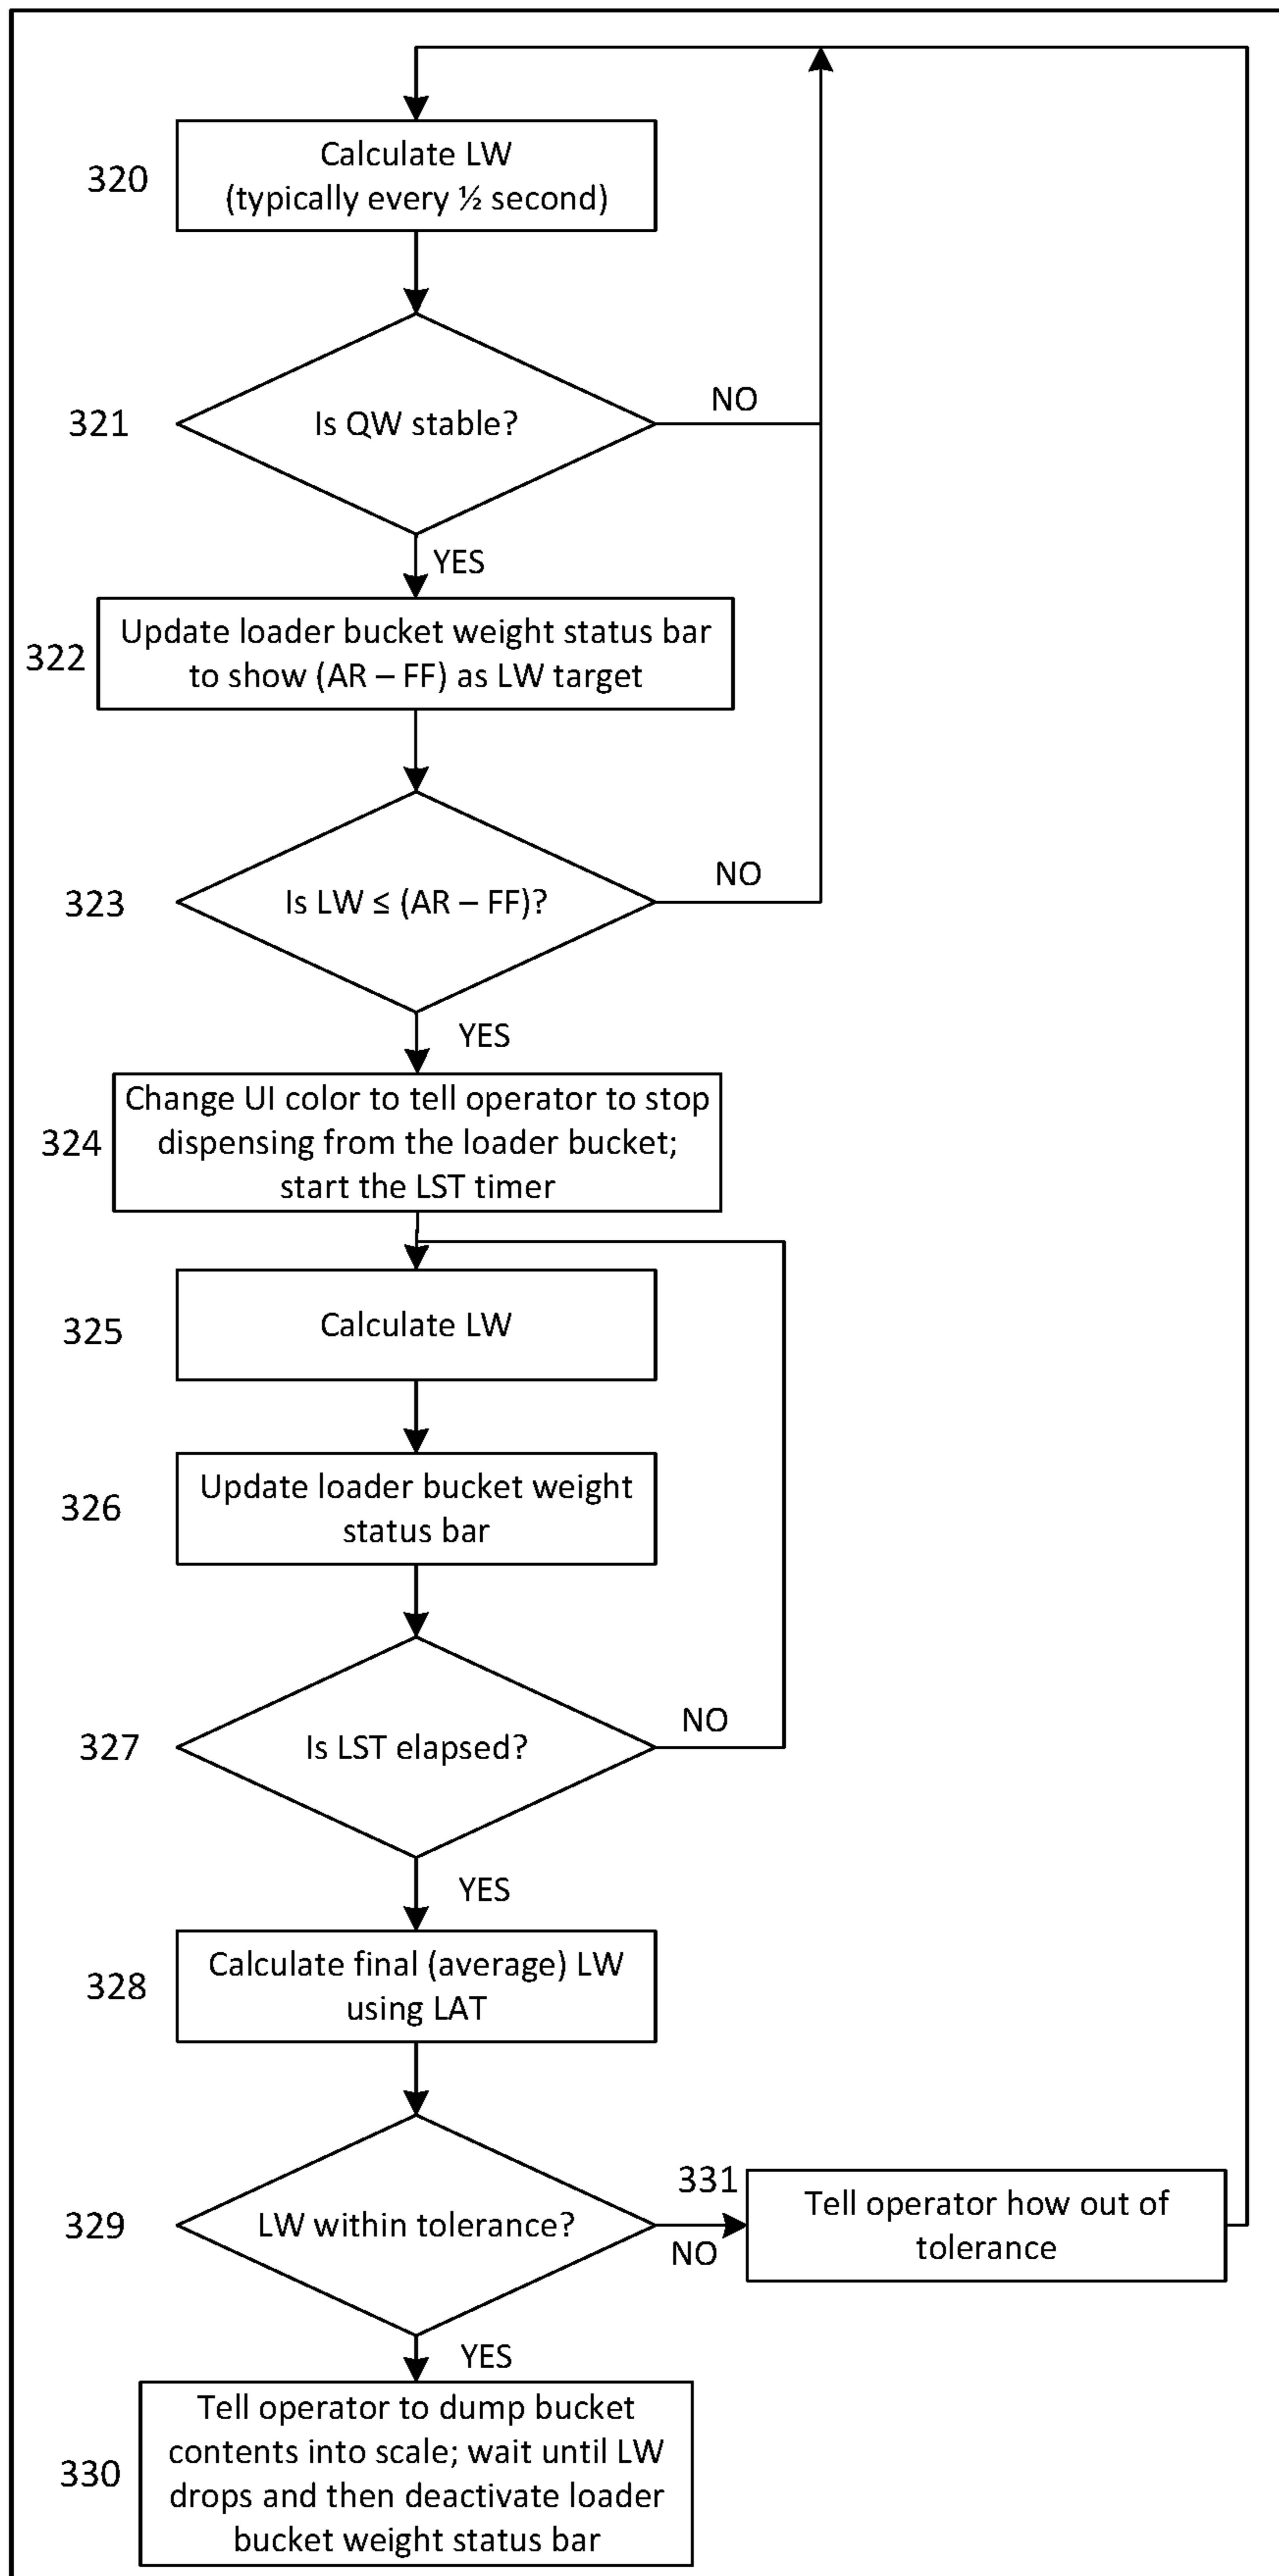 320
Calculate LW
(typically every ½ second)
321
Is QW stable?
NO
YES
322
Update loader bucket weight status bar
to show (AR – FF) as LW target
323
Is LW ≤ (AR – FF)?
NO
YES
324
Change UI color to tell operator to stop
dispensing from the loader bucket;
start the LST timer
325
Calculate LW
326
Update loader bucket weight
status bar
327
Is LST elapsed?
NO
YES
328
Calculate final (average) LW
using LAT
329
LW within tolerance?
NO
331
Tell operator how out of
tolerance
YES
330
Tell operator to dump bucket
contents into scale; wait until LW
drops and then deactivate loader
bucket weight status bar